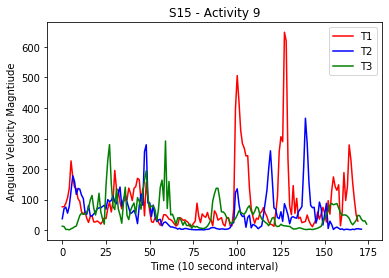 S15 - Activity 9
T1
T2
T3
Angular Velocity Magntiude
600
500
400
300
200
100
0
0 25 50 75 100 125 150 175
Time (10 second interval)